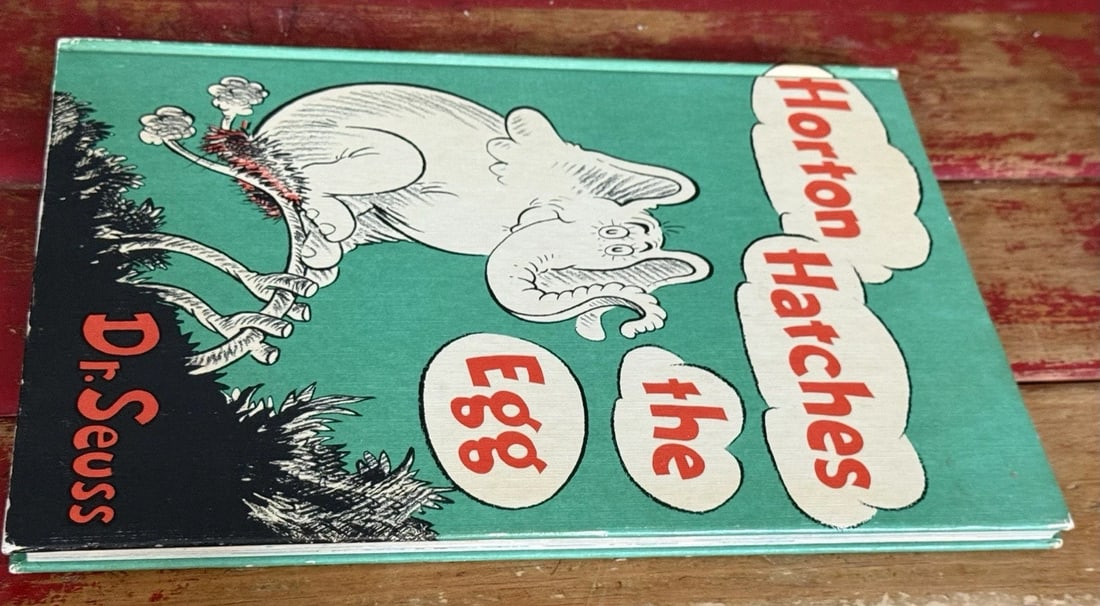 Horton
Hatches
the
Egg
Dr. Seuss